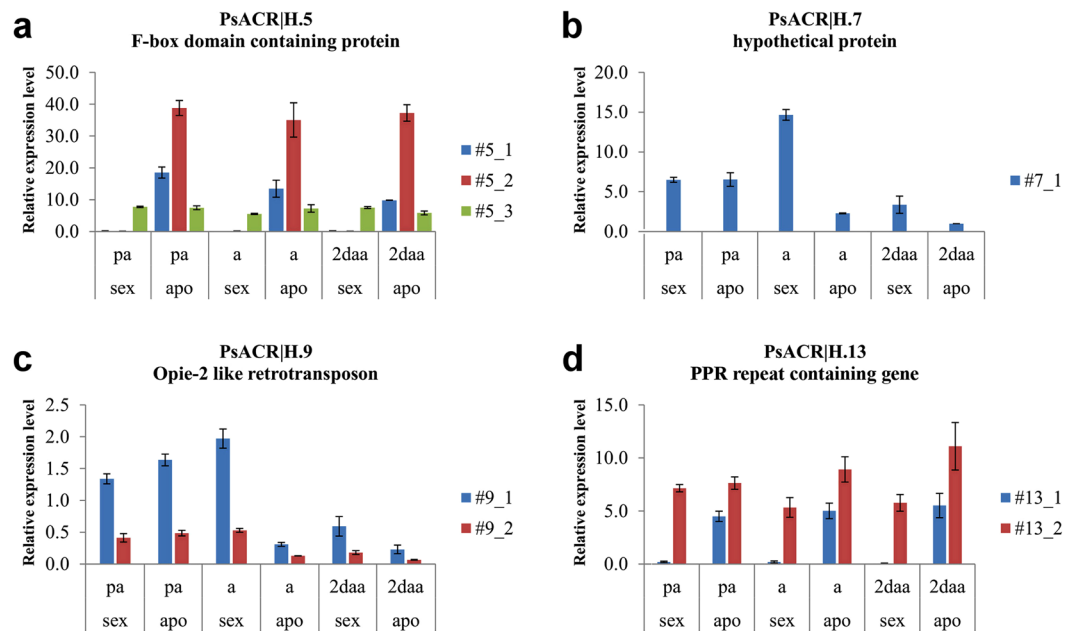 a
PsACR|H.5
F-box domain containing protein
Relative expression level
50.0
40.0
30.0
20.0
10.0
0.0
pa pa a a 2daa 2daa
sex apo sex apo sex apo
#5_1
#5_2
#5_3
b
PsACR|H.7
hypothetical protein
Relative expression level
20.0
15.0
10.0
5.0
0.0
pa pa a a 2daa 2daa
sex apo sex apo sex apo
#7_1
c
PsACR|H.9
Opie-2 like retrotransposon
Relative expression level
2.5
2.0
1.5
1.0
0.5
0.0
pa pa a a 2daa 2daa
sex apo sex apo sex apo
#9_1
#9_2
d
PsACR|H.13
PPR repeat containing gene
Relative expression level
15.0
10.0
5.0
0.0
pa pa a a 2daa 2daa
sex apo sex apo sex apo
#13_1
#13_2